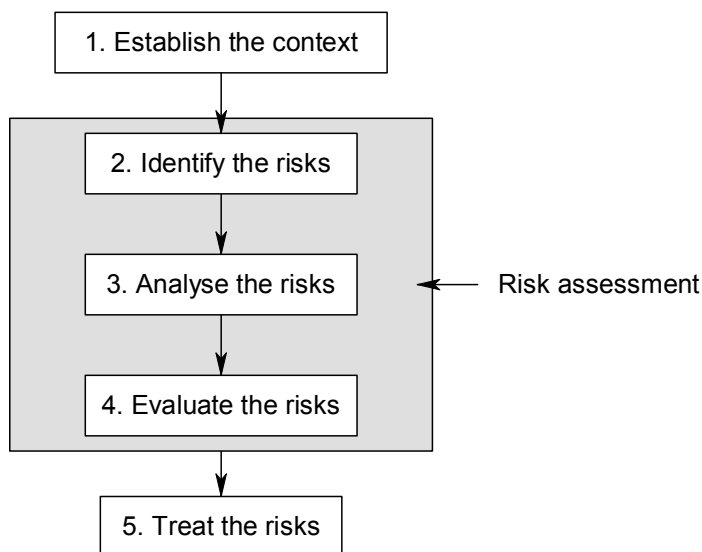 1. Establish the context
2. Identify the risks
3. Analyse the risks
Risk assessment
4. Evaluate the risks
5. Treat the risks